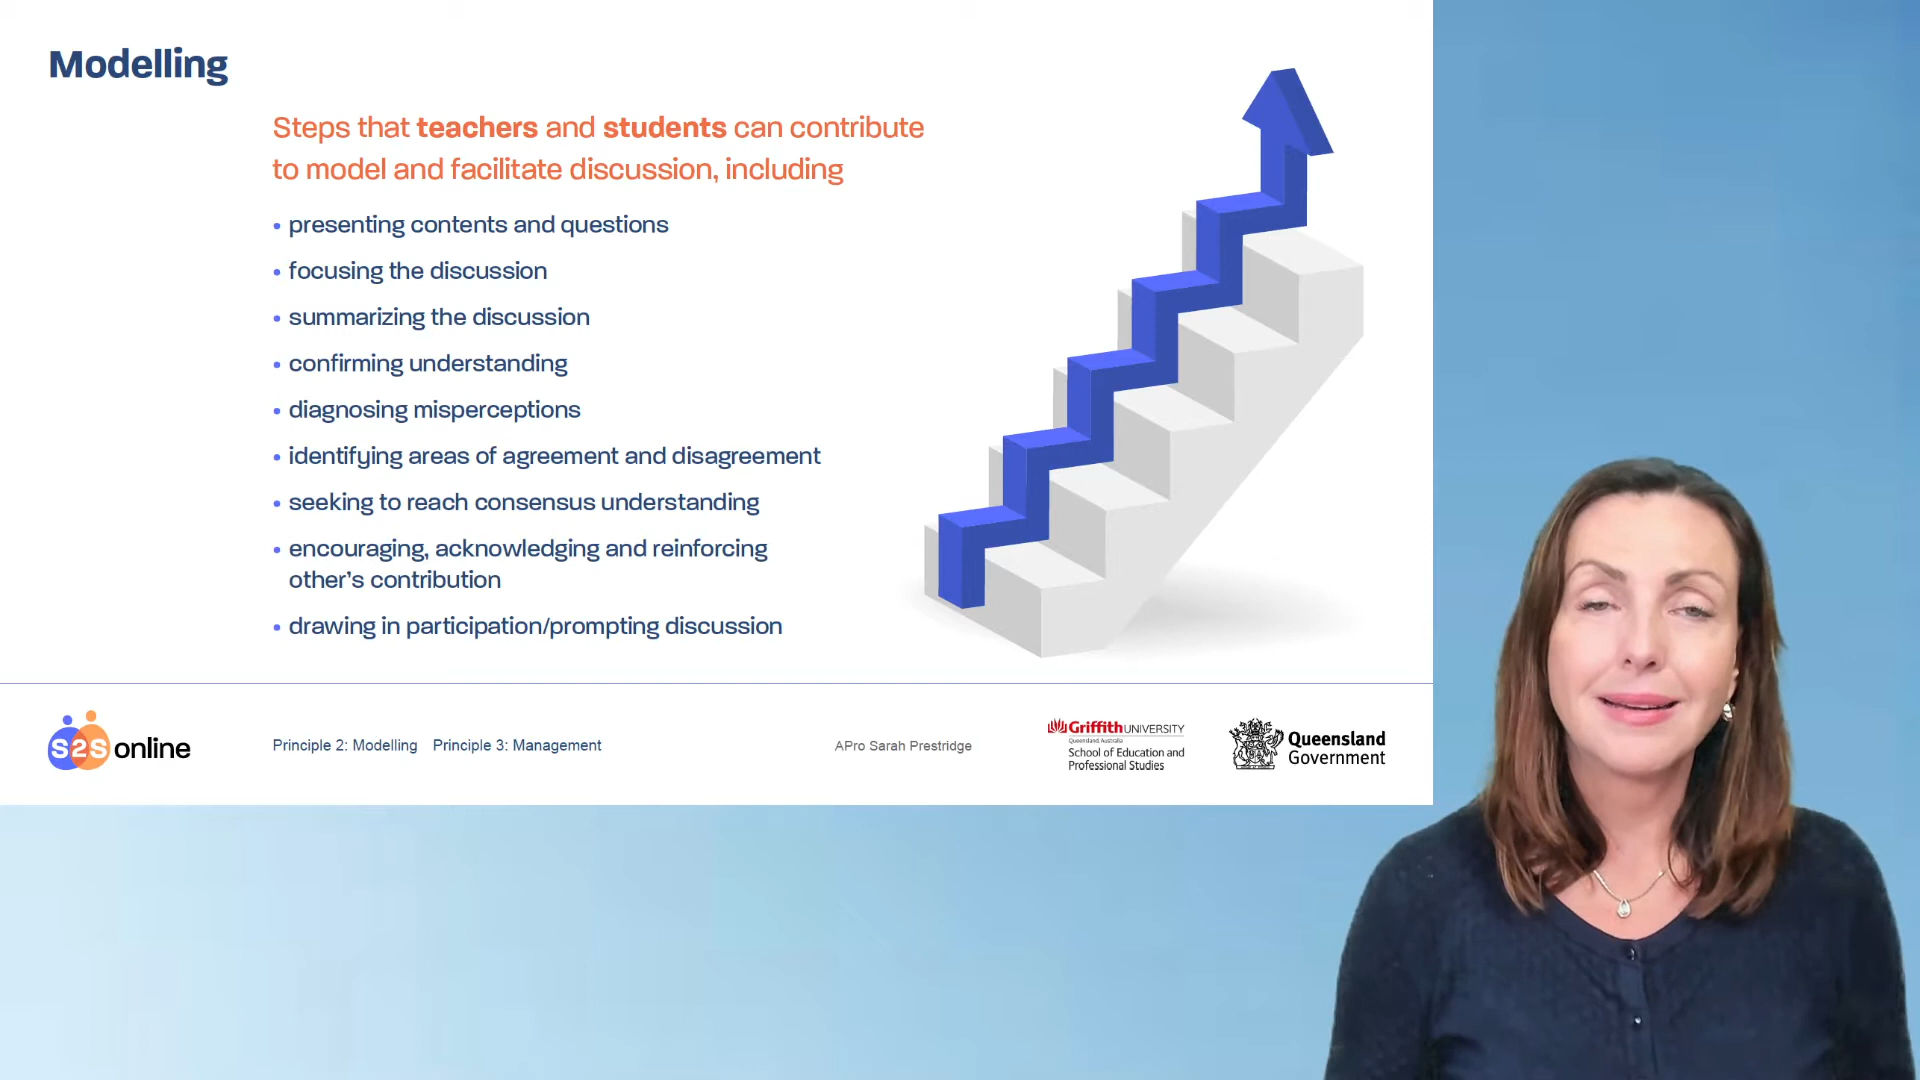 Modelling
Steps that teachers and students can contribute
to model and facilitate discussion, including
• presenting contents and questions
• focusing the discussion
• summarizing the discussion
• confirming understanding
• diagnosing misperceptions
• identifying areas of agreement and disagreement
• seeking to reach consensus understanding
• encouraging, acknowledging and reinforcing
other's contribution
• drawing in participation/prompting discussion
S2S online
Principle 2: Modelling Principle 3: Management
APro Sarah Prestridge
Griffith UNIVERSITY
Queensland, Australia
School of Education and
Professional Studies
Queensland
Government